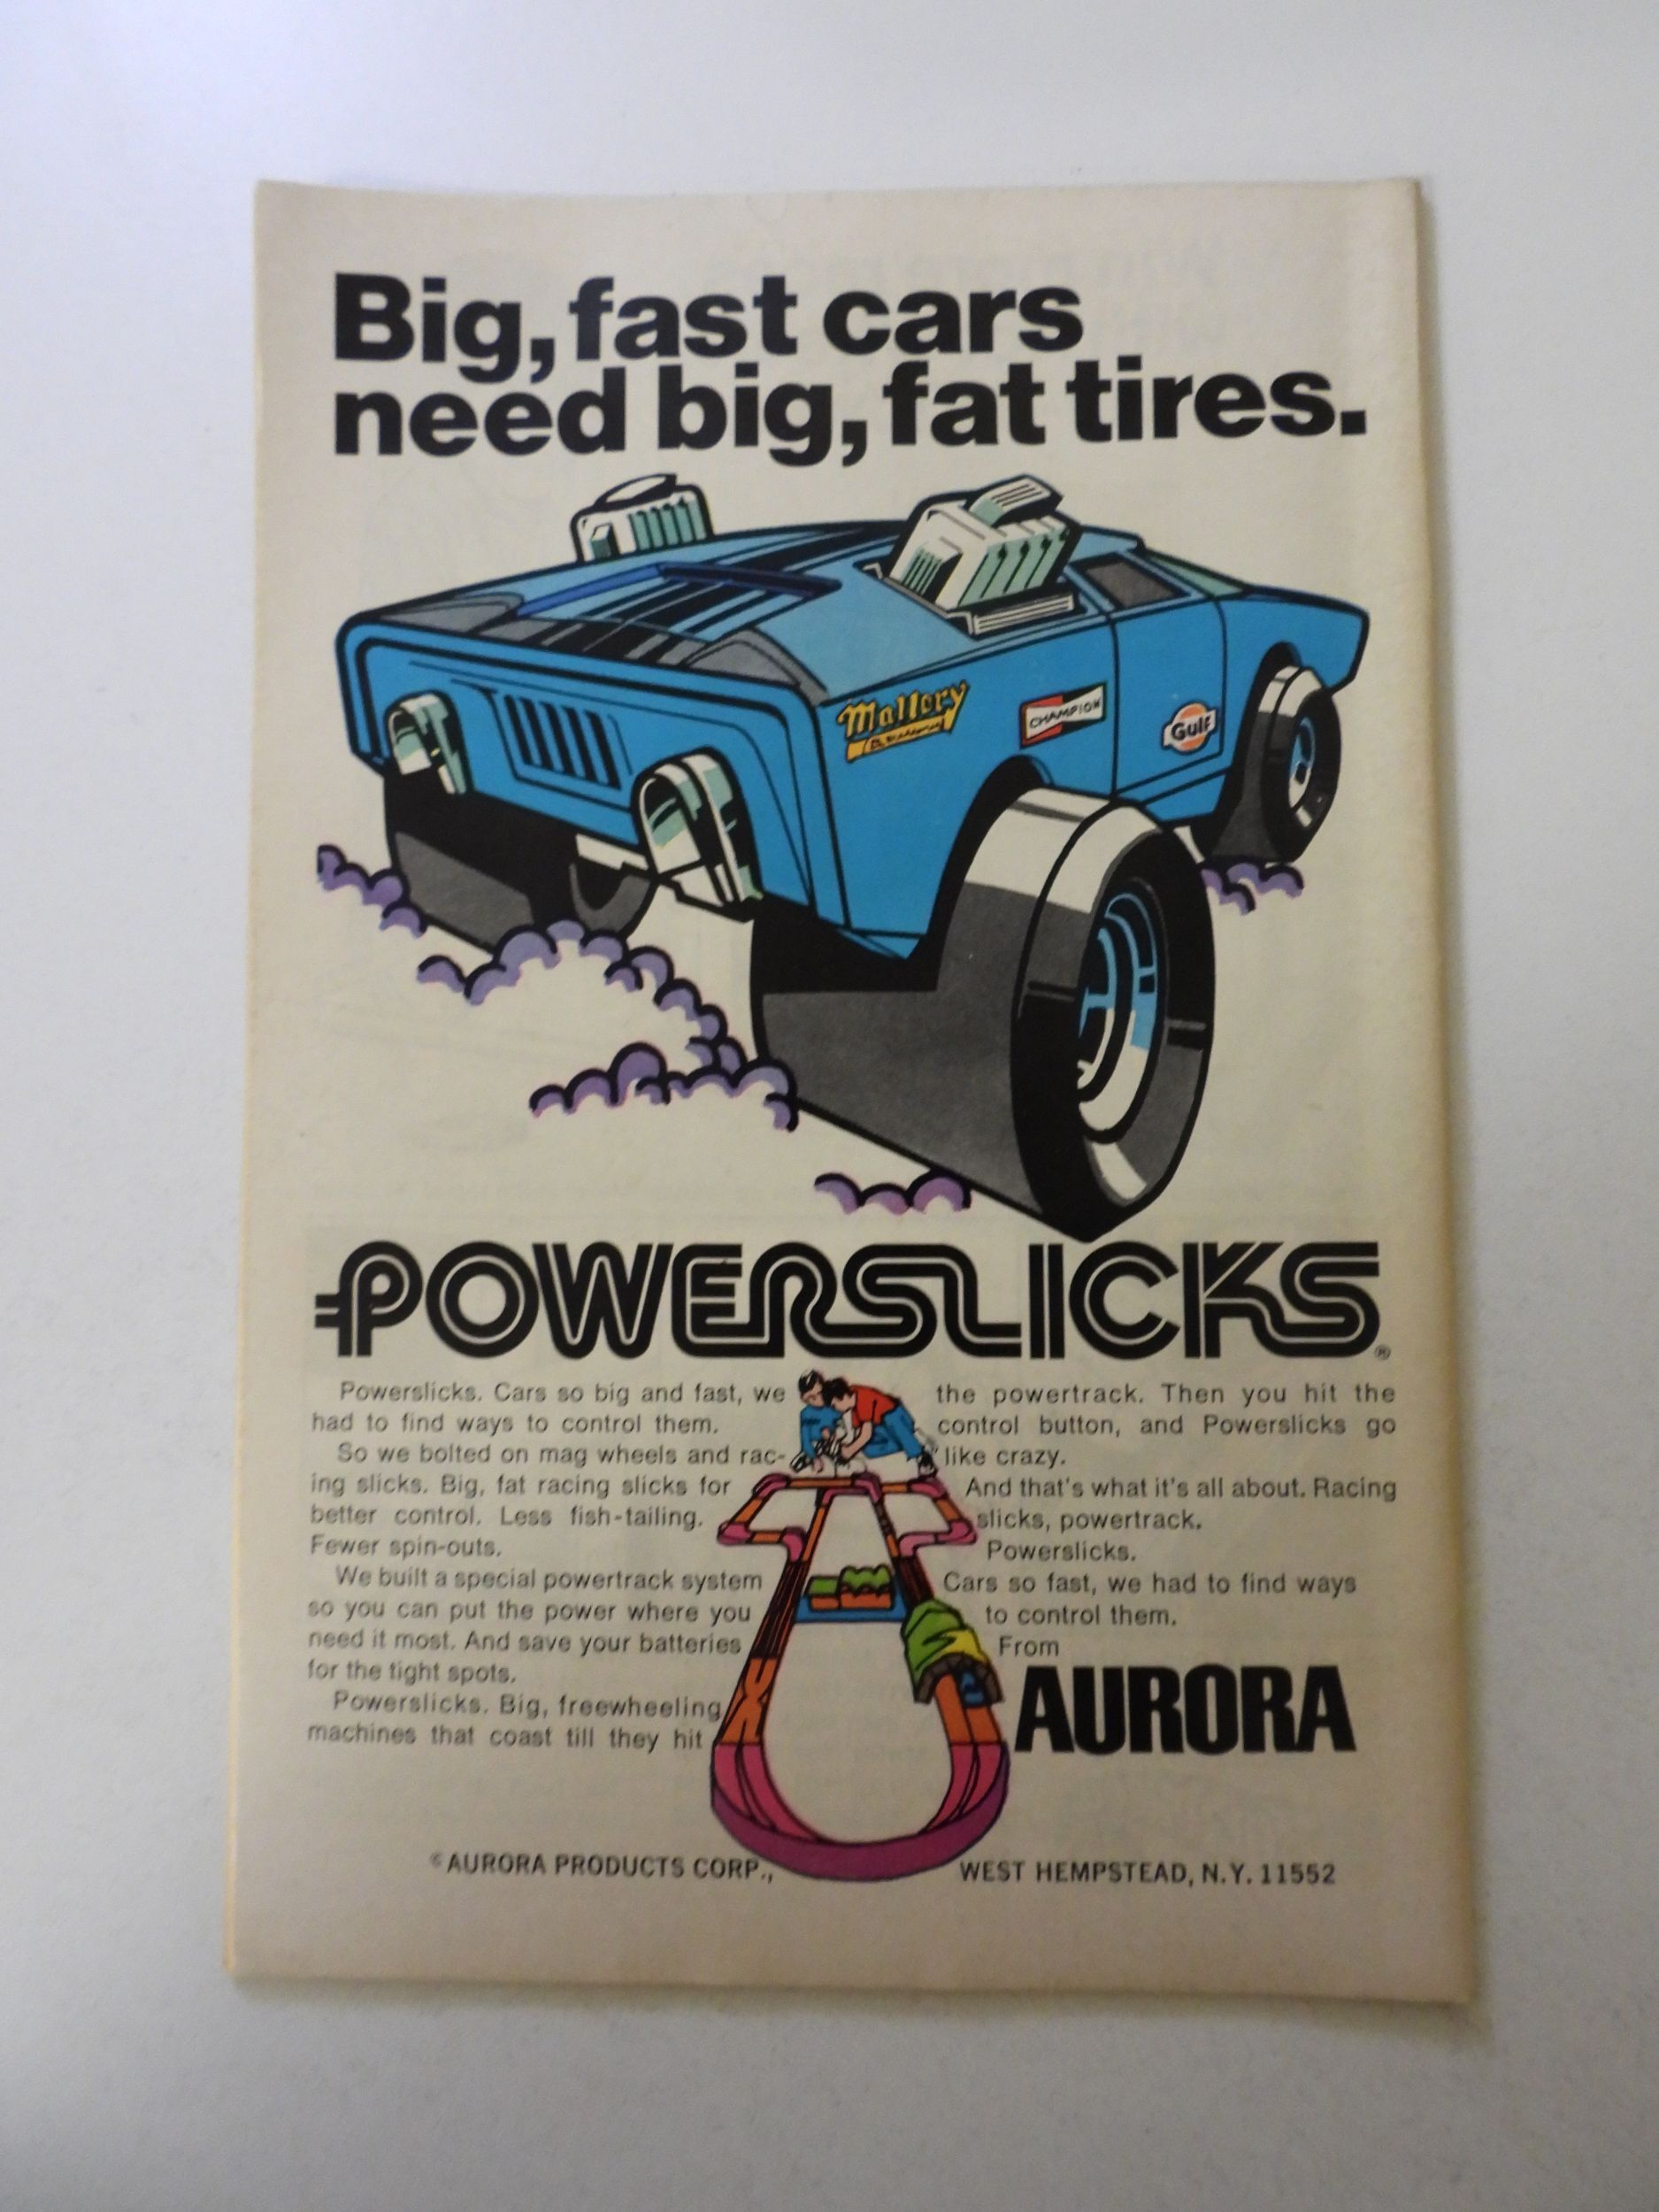 Big, fast cars
need big, fat tires.
Mallory
CHAMPION
Gulf
POWERSLICKS®
Powerslicks. Cars so big and fast, we
had to find ways to control them.
So we bolted on mag wheels and rac-
ing slicks. Big, fat racing slicks for
better control. Less fish-tailing.
Fewer spin-outs.
We built a special powertrack system
so you can put the power where you
need it most. And save your batteries
for the tight spots.
Powerslicks. Big, freewheeling
machines that coast till they hit
the powertrack. Then you hit the
control button, and Powerslicks go
like crazy.
And that's what it's all about. Racing
slicks, powertrack.
Powerslicks.
Cars so fast, we had to find ways
to control them.
From
AURORA
©AURORA PRODUCTS CORP., WEST HEMPSTEAD, N.Y. 11552